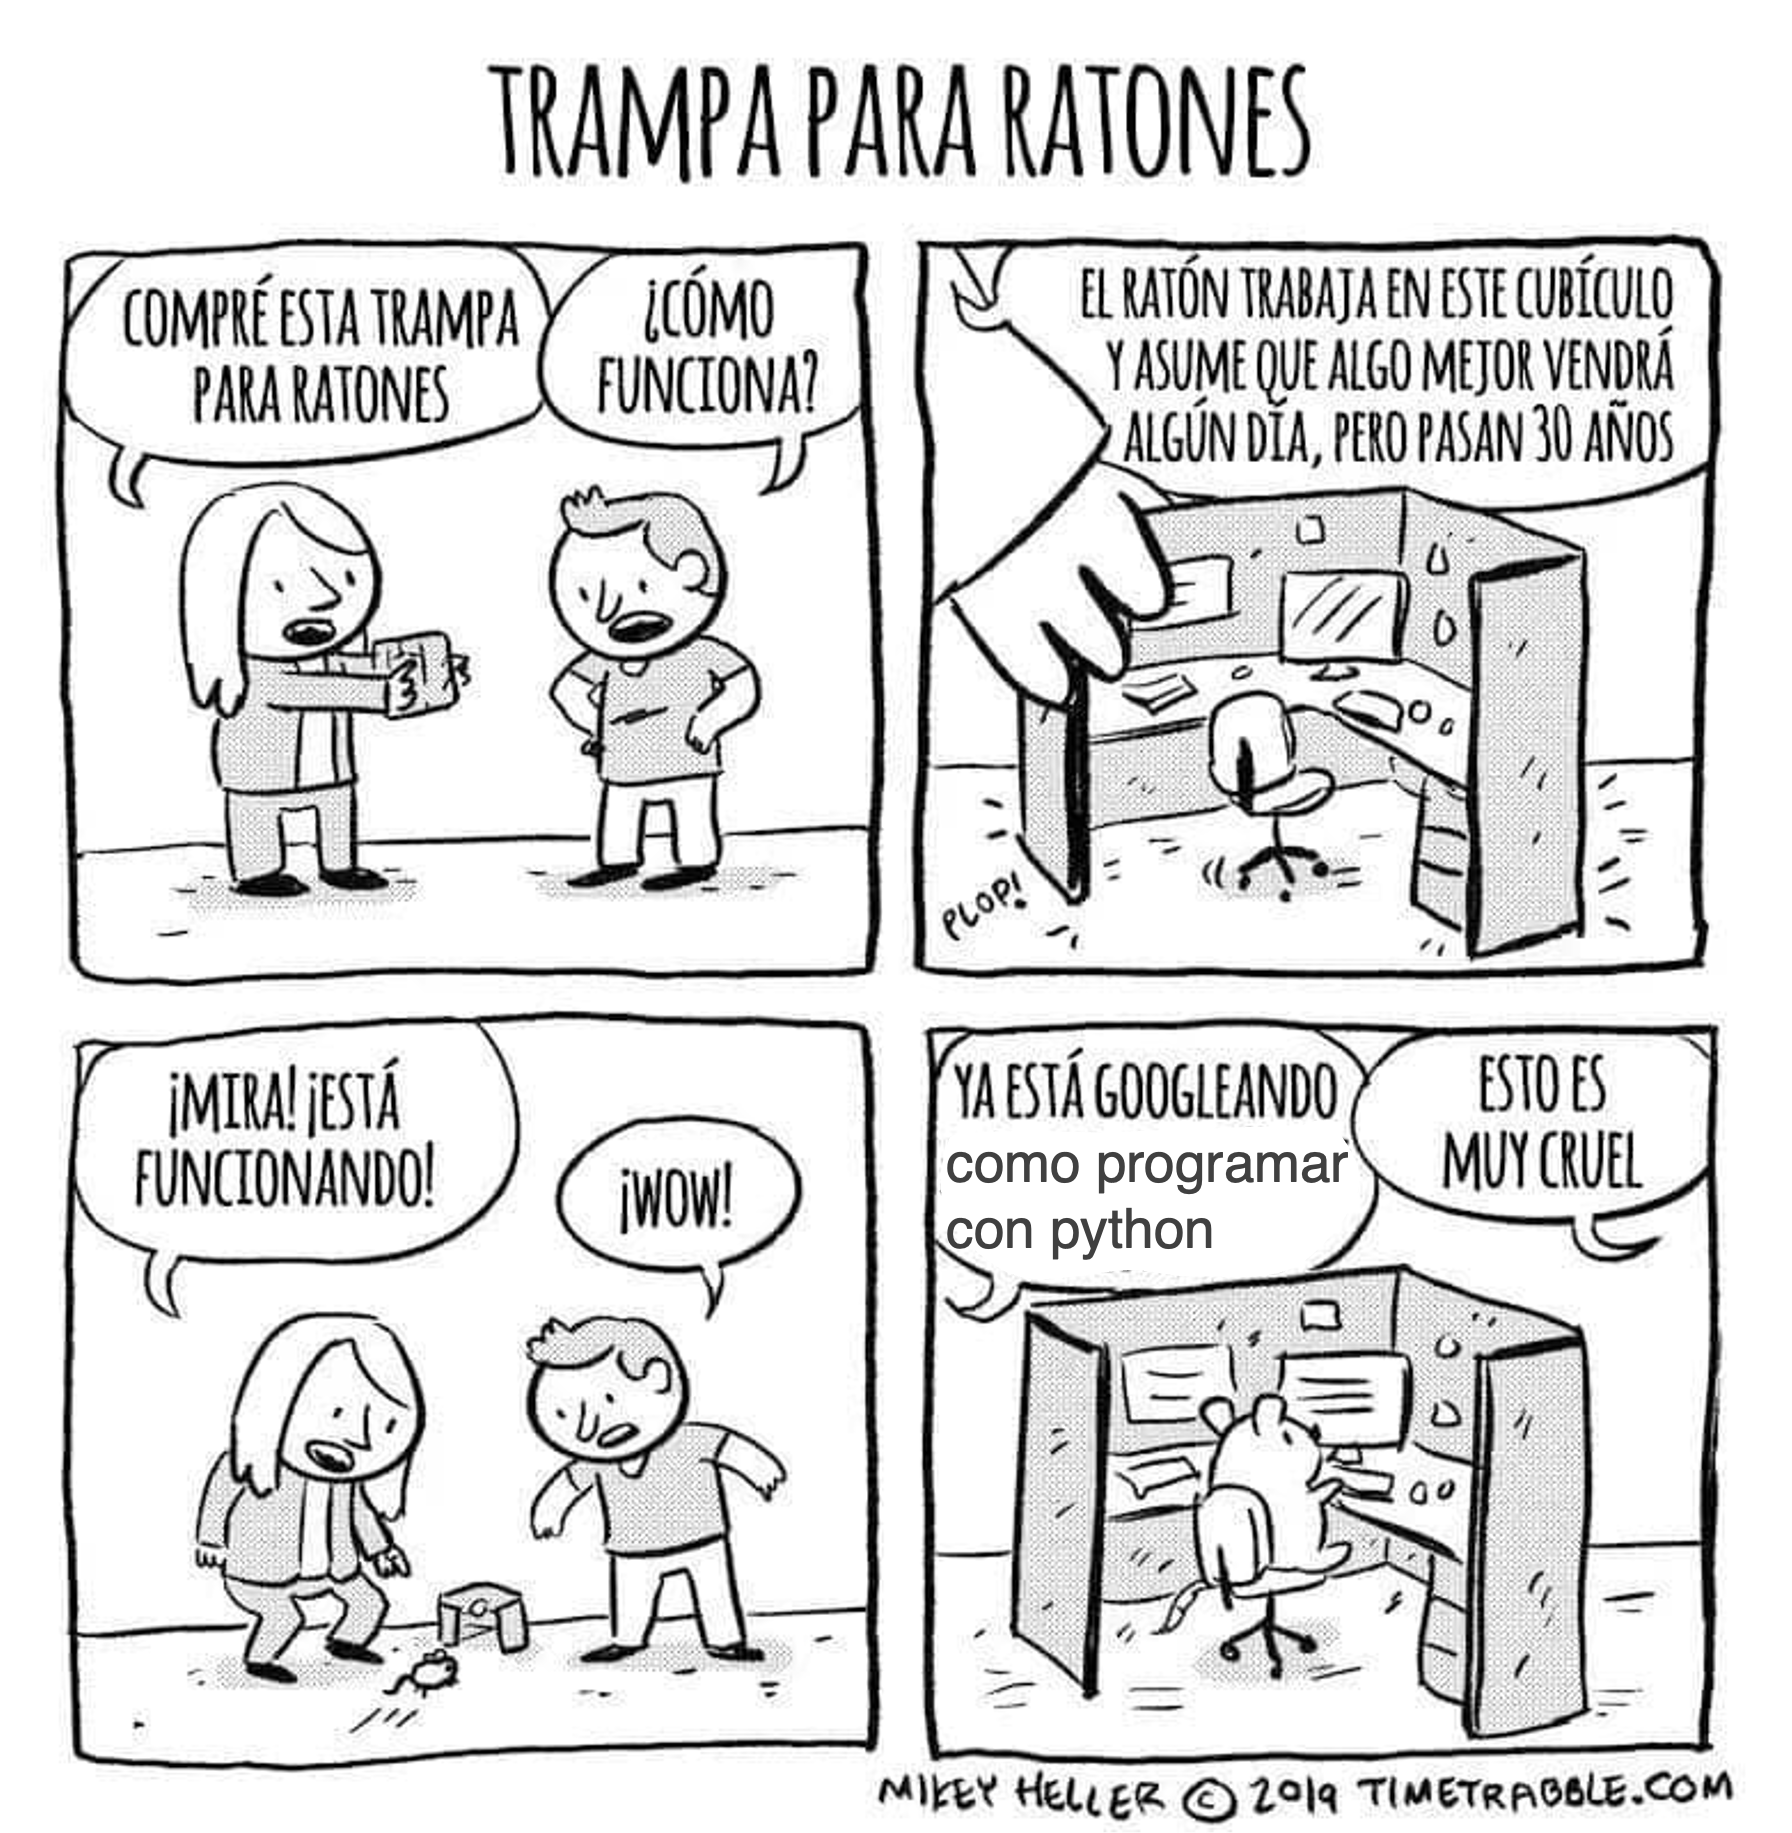 TRAMPA PARA RATONES
COMPRÉ ESTA TRAMPA
PARA RATONES
¿CÓMO
FUNCIONA?
EL RATÓN TRABAJA EN ESTE CUBÍCULO
Y ASUME QUE ALGO MEJOR VENDRÁ
ALGÚN DÍA, PERO PASAN 30 AÑOS
PLOP!
¡MIRA! ¡ESTÁ
FUNCIONANDO!
¡WOW!
YA ESTÁ GOOGLEANDO
como programar
con python
ESTO ES
MUY CRUEL
MIKEY HELLER © 2019 TIMETRABBLE.COM